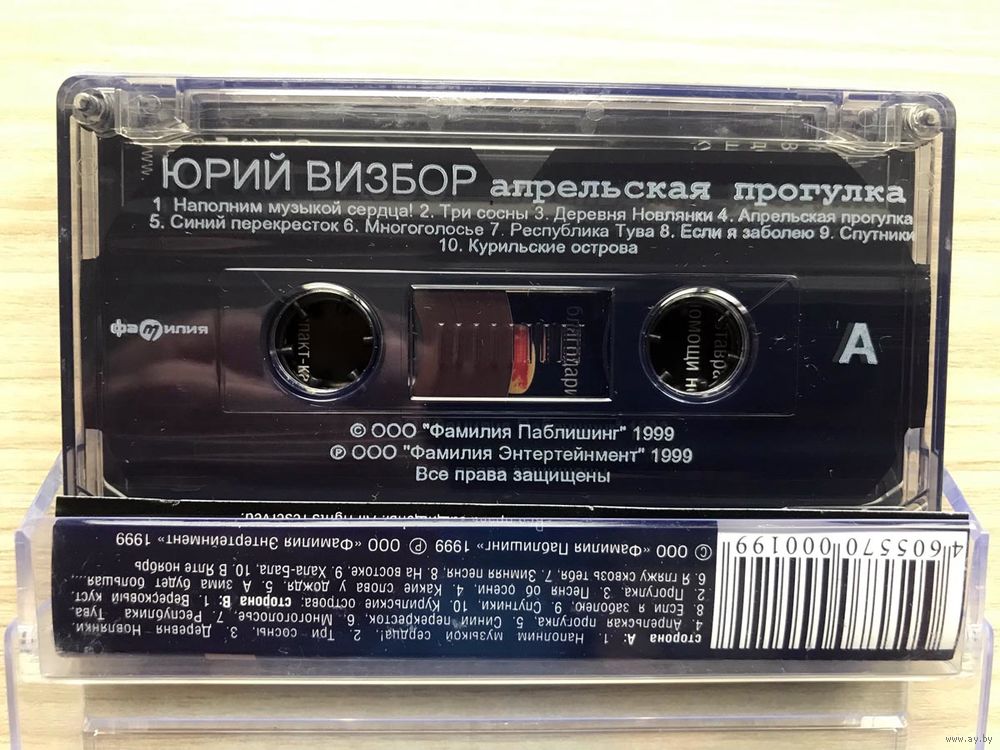 ЮРИЙ ВИЗБОР апрельская прогулка
1 Наполним музыкой сердца! 2. Три сосны 3. Деревня Новлянки 4. Апрельская прогулка
5. Синий перекресток 6. Многоголосье 7. Республика Тува 8. Если я заболею 9. Спутники
10. Курильские острова
фамилия
A
благодари
© ООО "Фамилия Паблишинг" 1999
℗ ООО "Фамилия Энтертейнмент" 1999
Все права защищены
сторона A: 1. Наполним музыкой сердца!, 2. Три сосны. 3. Деревня Новлянки.
4. Апрельская прогулка. 5. Синий перекресток. 6. Многоголосье. 7. Республика Тува.
8. Если я заболею. 9. Спутники. 10. Курильские острова; сторона B: 1. Вересковый куст.
2. Прогулка. 3. Песня об осени. 4. Какие слова у дождя. 5. А зима будет большая....
6. Я гляжу сквозь тебя. 7. Зимняя песня. 8. На востоке. 9. Хала-Бала. 10. В Ялте ноябрь
© ООО «Фамилия Паблишинг» 1999 ℗ ООО «Фамилия Энтертейнмент» 1999
All rights reserved.
4 605570 000199
www.ay.by